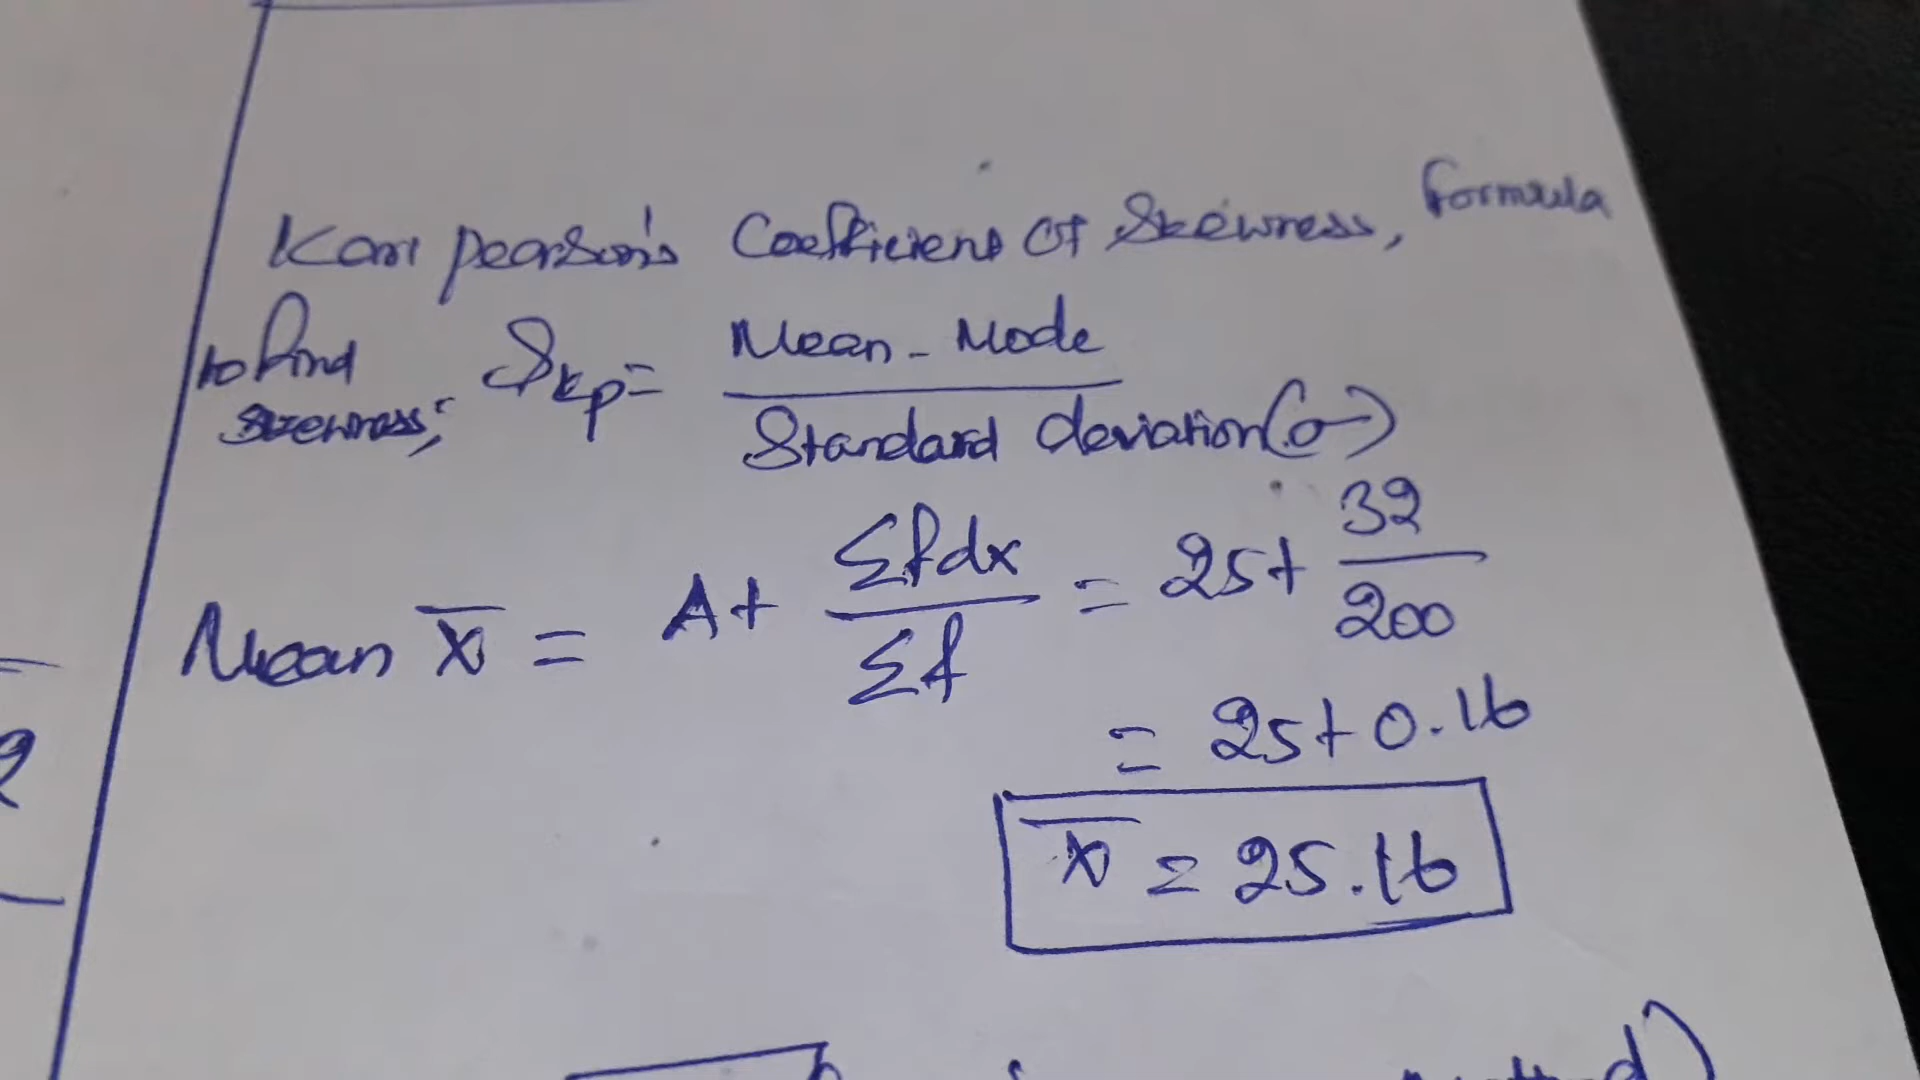 Karl Pearson's Coefficient of Skewness, Formula
to find Skewness; Skp = Mean - Mode / Standard deviation (σ)
Mean x̄ = A + Σfdx / Σf = 25 + 32 / 200
= 25 + 0.16
x̄ = 25.16